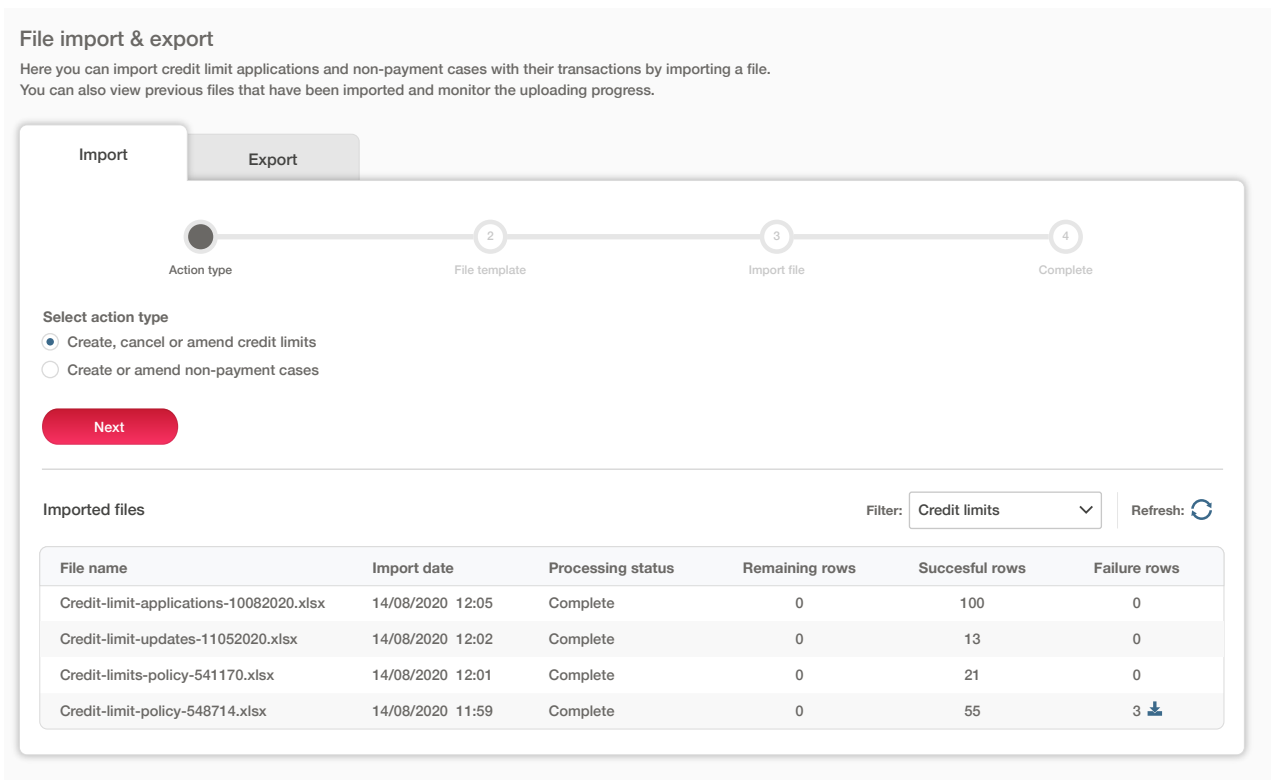 File import & export
Here you can import credit limit applications and non-payment cases with their transactions by importing a file.
You can also view previous files that have been imported and monitor the uploading progress.
Import
Export
2
3
4
Action type
File template
Import file
Complete
Select action type
Create, cancel or amend credit limits
Create or amend non-payment cases
Next
Imported files
Filter:
Credit limits
Refresh:
File name Import date Processing status Remaining rows Succesful rows Failure rows
Credit-limit-applications-10082020.xlsx 14/08/2020 12:05 Complete 0 100 0
Credit-limit-updates-11052020.xlsx 14/08/2020 12:02 Complete 0 13 0
Credit-limits-policy-541170.xlsx 14/08/2020 12:01 Complete 0 21 0
Credit-limit-policy-548714.xlsx 14/08/2020 11:59 Complete 0 55 3